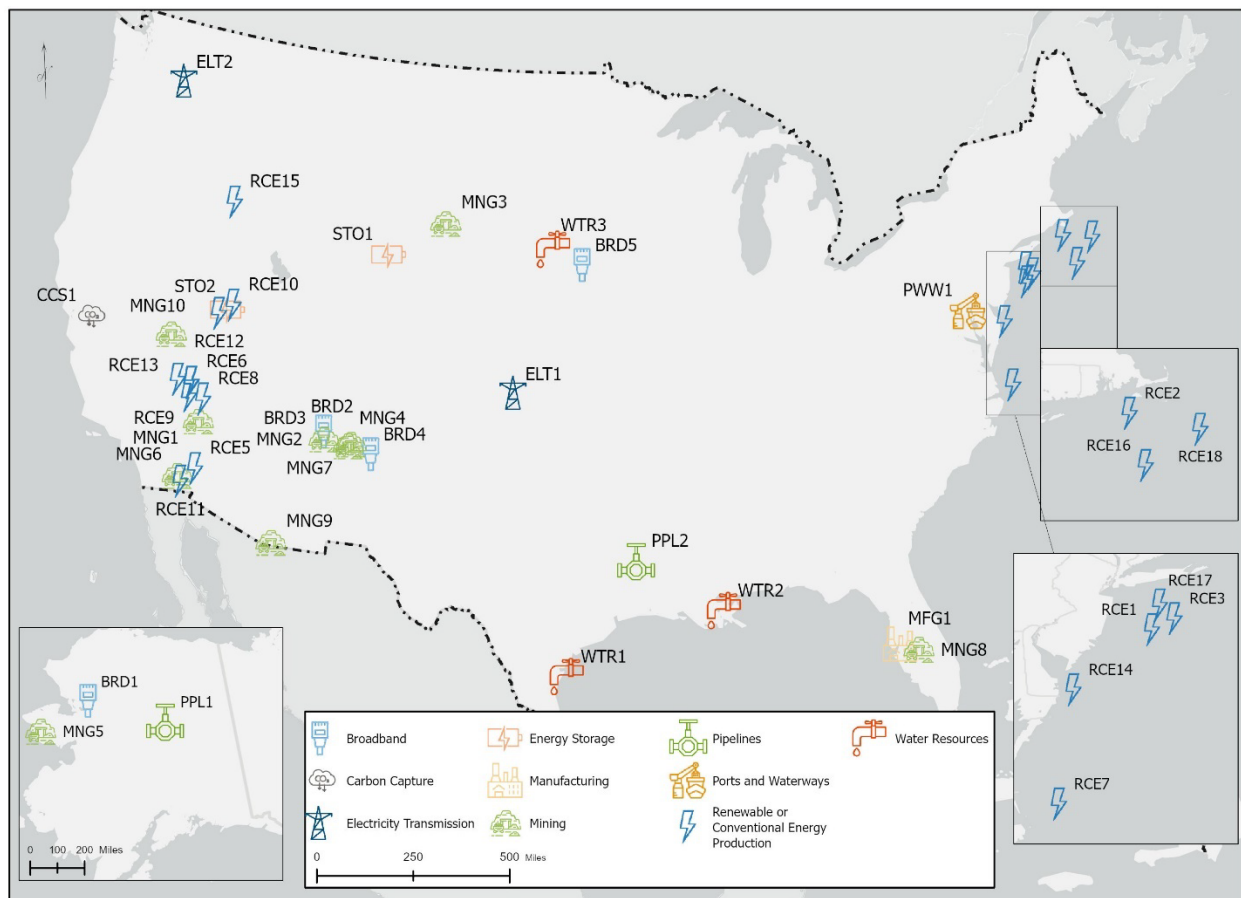 ELT2
RCE15
MNG3
STO1
WTR3
BRD5
CCS1
MNG10
STO2
RCE10
PWW1
RCE12
RCE13
RCE6
RCE8
ELT1
RCE2
RCE16
RCE18
RCE9
MNG1
MNG6
RCE5
RCE11
BRD3
BRD2
MNG4
MNG2
BRD4
MNG7
MNG9
PPL2
WTR2
WTR1
MFG1
MNG8
RCE17
RCE1
RCE3
RCE14
RCE7
BRD1
PPL1
MNG5
0 100 200 Miles
Broadband
Carbon Capture
Electricity Transmission
Energy Storage
Manufacturing
Mining
Pipelines
Ports and Waterways
Renewable or
Conventional Energy
Production
Water Resources
0 250 500 Miles